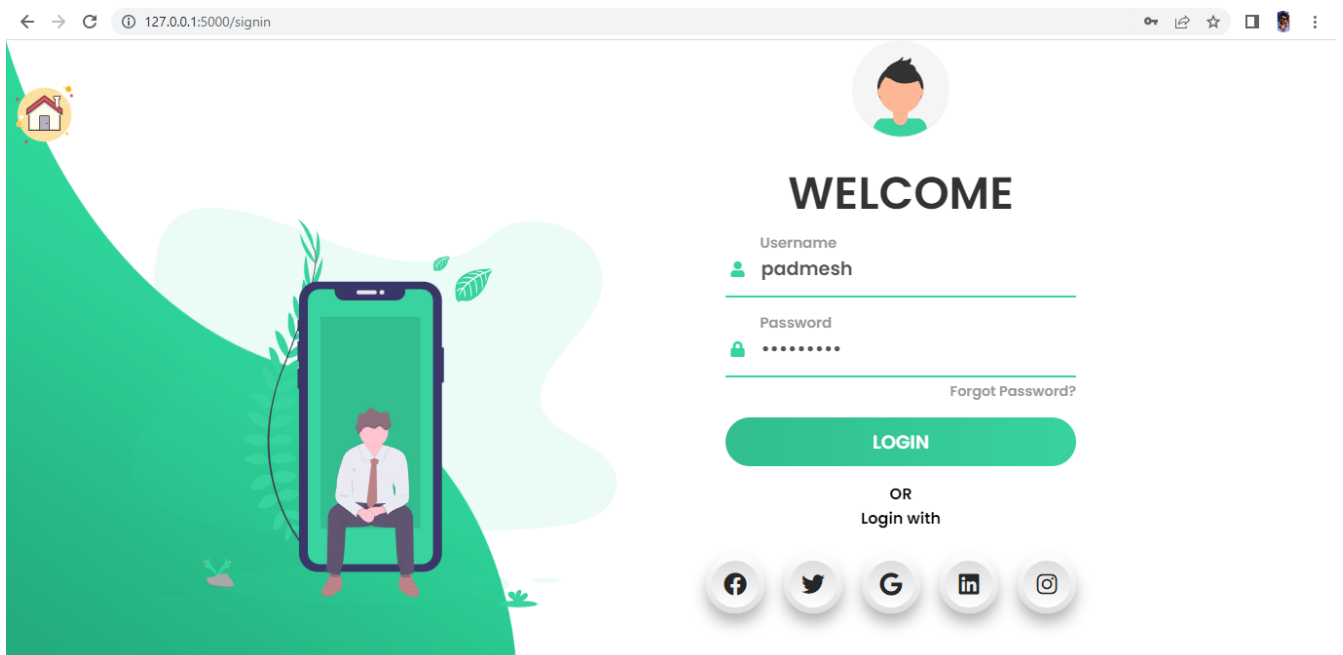 127.0.0.1:5000/signin
WELCOME
Username
padmesh
Password
•••••••••
Forgot Password?
LOGIN
OR
Login with